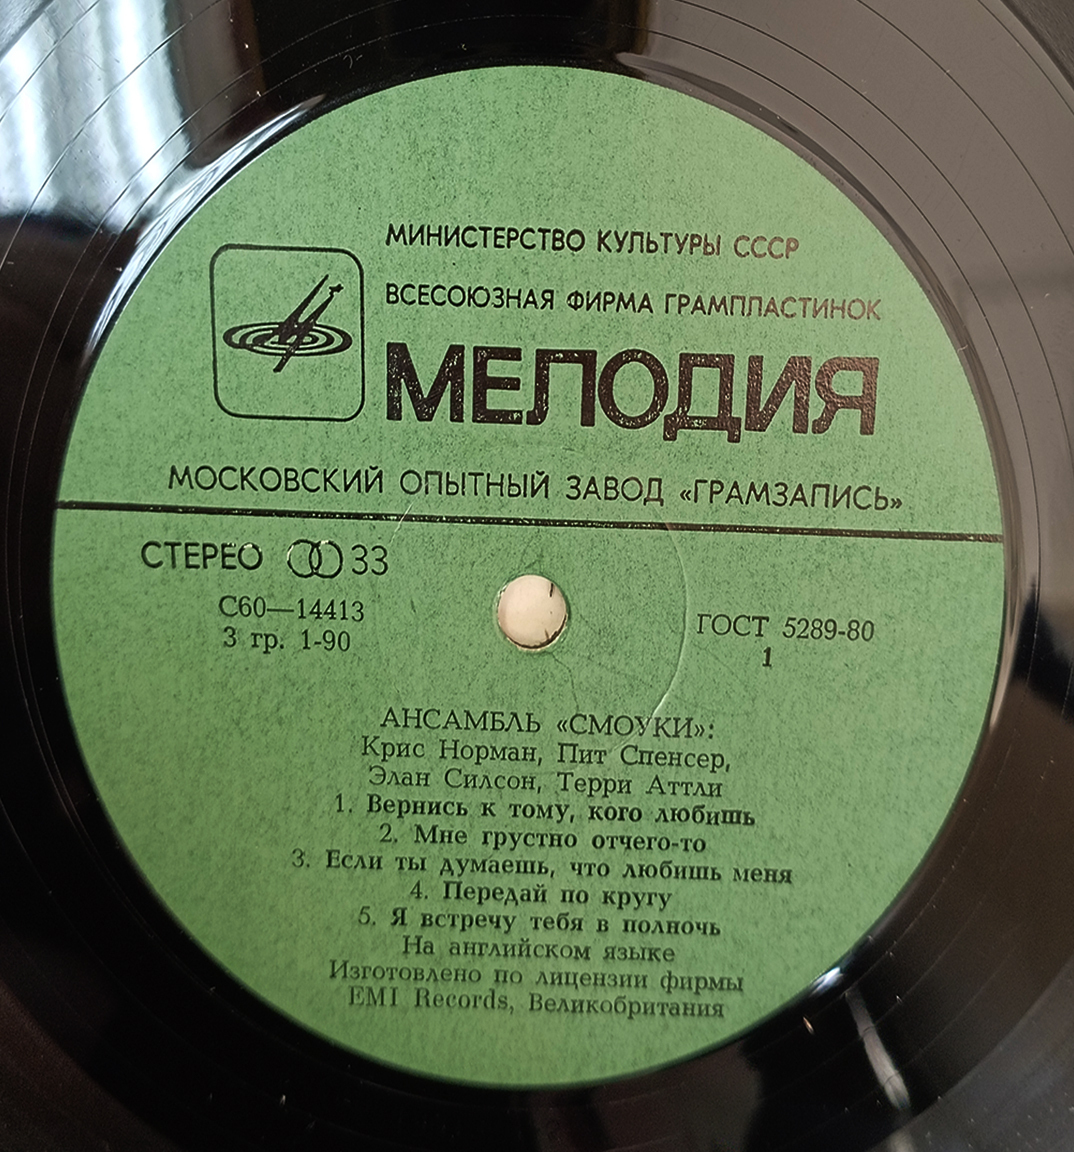 МИНИСТЕРСТВО КУЛЬТУРЫ СССР
ВСЕСОЮЗНАЯ ФИРМА ГРАМПЛАСТИНОК
МЕЛОДИЯ
МОСКОВСКИЙ ОПЫТНЫЙ ЗАВОД «ГРАМЗАПИСЬ»
СТЕРЕО 33
С60—14413
3 гр. 1-90
ГОСТ 5289-80
1
АНСАМБЛЬ «СМОУКИ»:
Крис Норман, Пит Спенсер,
Элан Силсон, Терри Аттли
1. Вернись к тому, кого любишь
2. Мне грустно отчего-то
3. Если ты думаешь, что любишь меня
4. Передай по кругу
5. Я встречу тебя в полночь
На английском языке
Изготовлено по лицензии фирмы
EMI Records, Великобритания